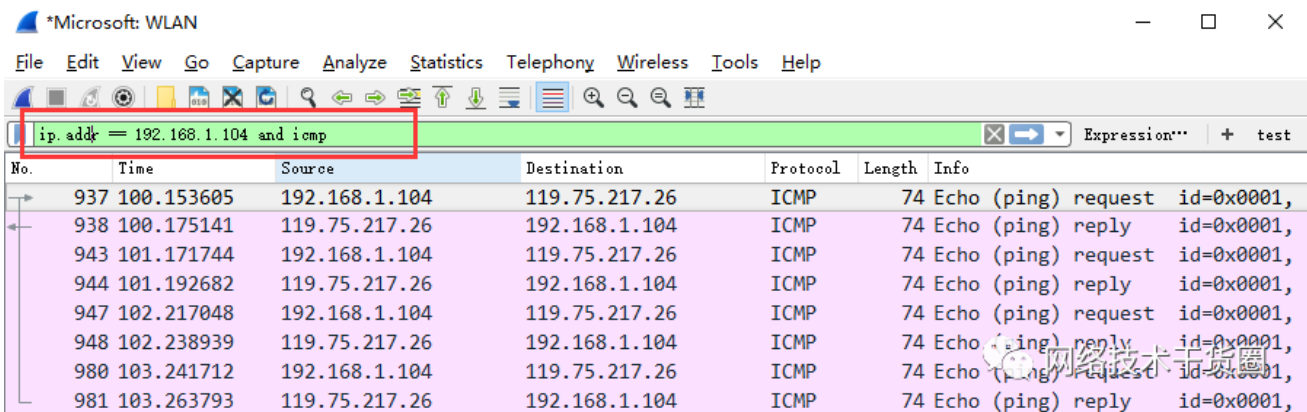 *Microsoft: WLAN
File Edit View Go Capture Analyze Statistics Telephony Wireless Tools Help
ip.addr == 192.168.1.104 and icmp Expression… + test
No. Time Source Destination Protocol Length Info
937 100.153605 192.168.1.104 119.75.217.26 ICMP 74 Echo (ping) request id=0x0001,
938 100.175141 119.75.217.26 192.168.1.104 ICMP 74 Echo (ping) reply id=0x0001,
943 101.171744 192.168.1.104 119.75.217.26 ICMP 74 Echo (ping) request id=0x0001,
944 101.192682 119.75.217.26 192.168.1.104 ICMP 74 Echo (ping) reply id=0x0001,
947 102.217048 192.168.1.104 119.75.217.26 ICMP 74 Echo (ping) request id=0x0001,
948 102.238939 119.75.217.26 192.168.1.104 ICMP 74 Echo (ping) reply id=0x0001,
网络技术干货圈
980 103.241712 192.168.1.104 119.75.217.26 ICMP 74 Echo (ping) request id=0x0001,
981 103.263793 119.75.217.26 192.168.1.104 ICMP 74 Echo (ping) reply id=0x0001,